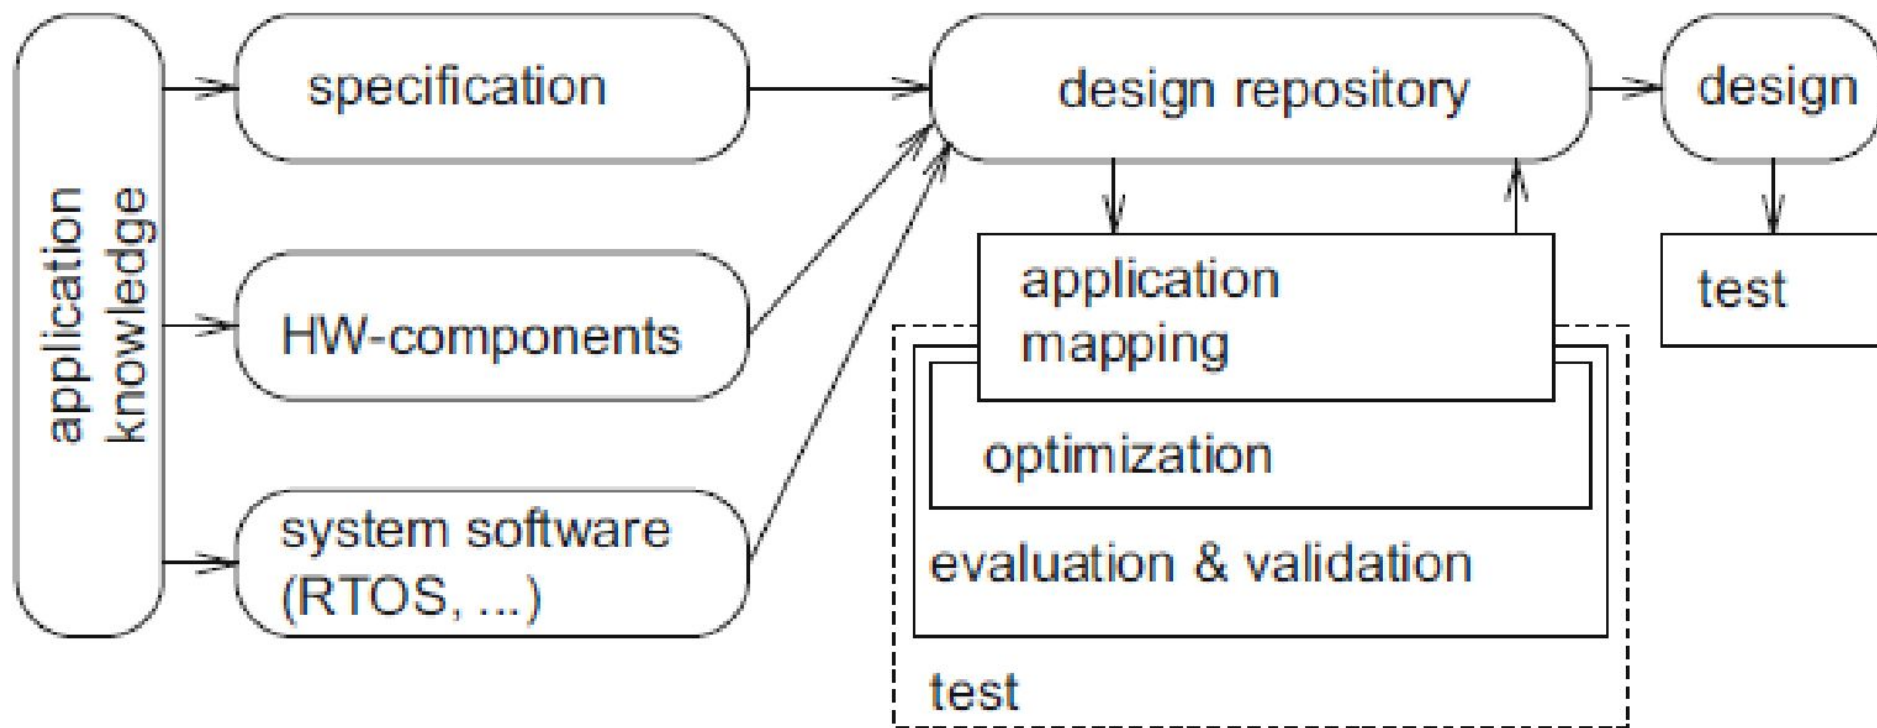 application
knowledge
specification
HW-components
system software
(RTOS, ...)
design repository
design
application
mapping
optimization
evaluation & validation
test
test